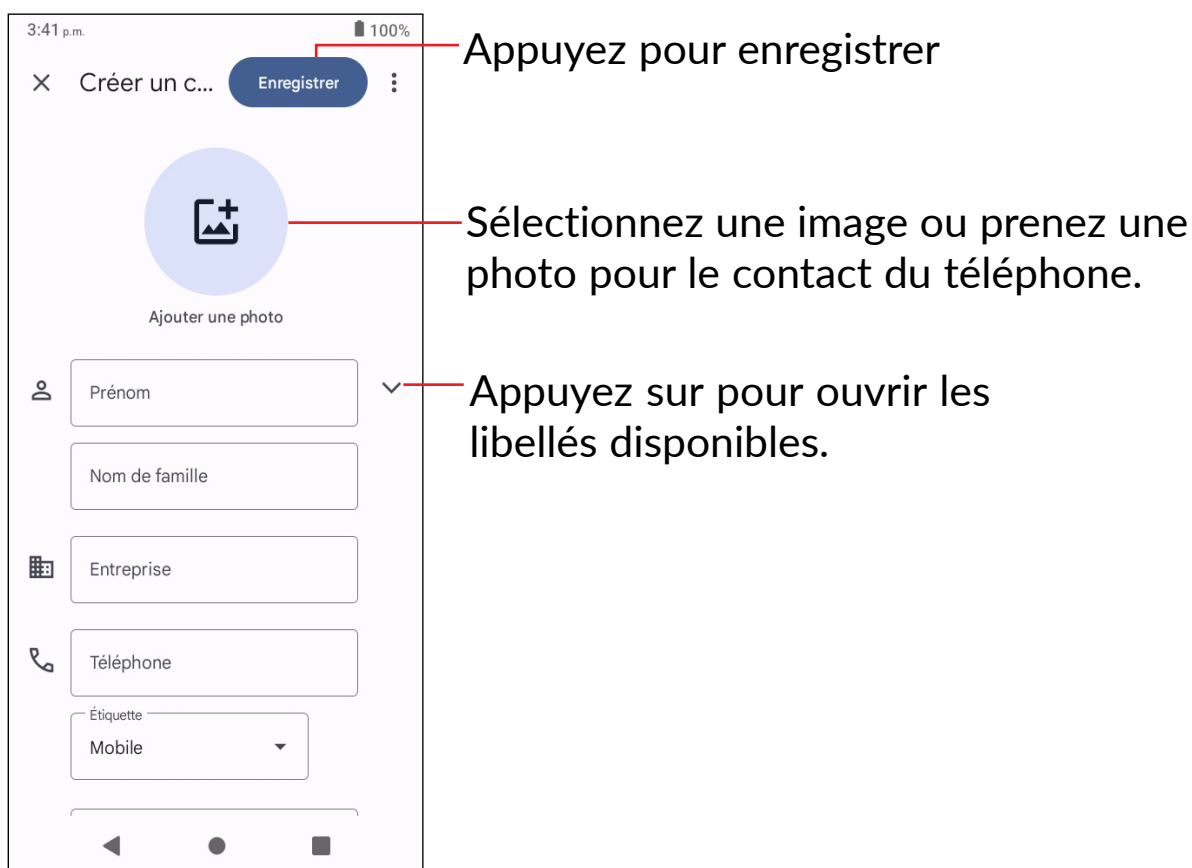 3:41 p.m.
100%
Créer un c...
Enregistrer
Appuyez pour enregistrer
Sélectionnez une image ou prenez une
photo pour le contact du téléphone.
Ajouter une photo
Prénom
Appuyez sur pour ouvrir les
libellés disponibles.
Nom de famille
Entreprise
Téléphone
Étiquette
Mobile